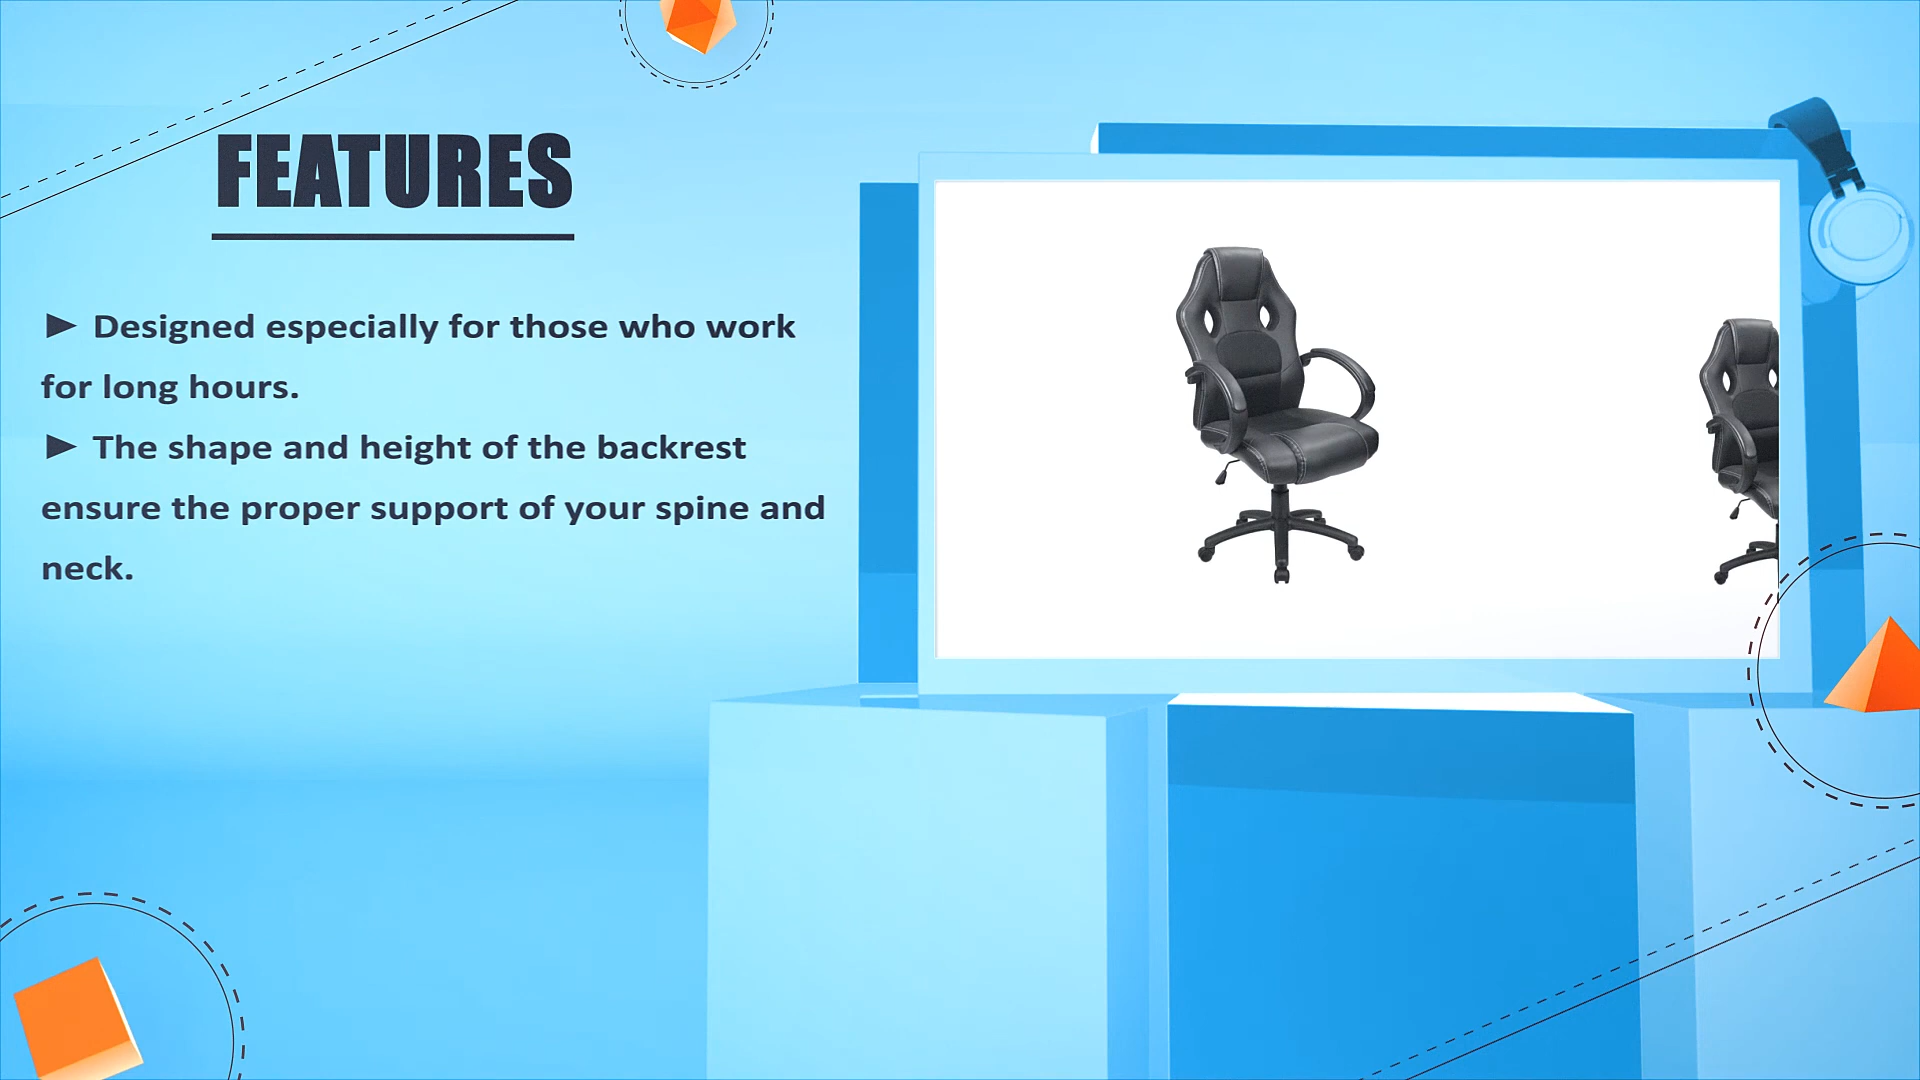 FEATURES
► Designed especially for those who work
for long hours.
► The shape and height of the backrest
ensure the proper support of your spine and
neck.